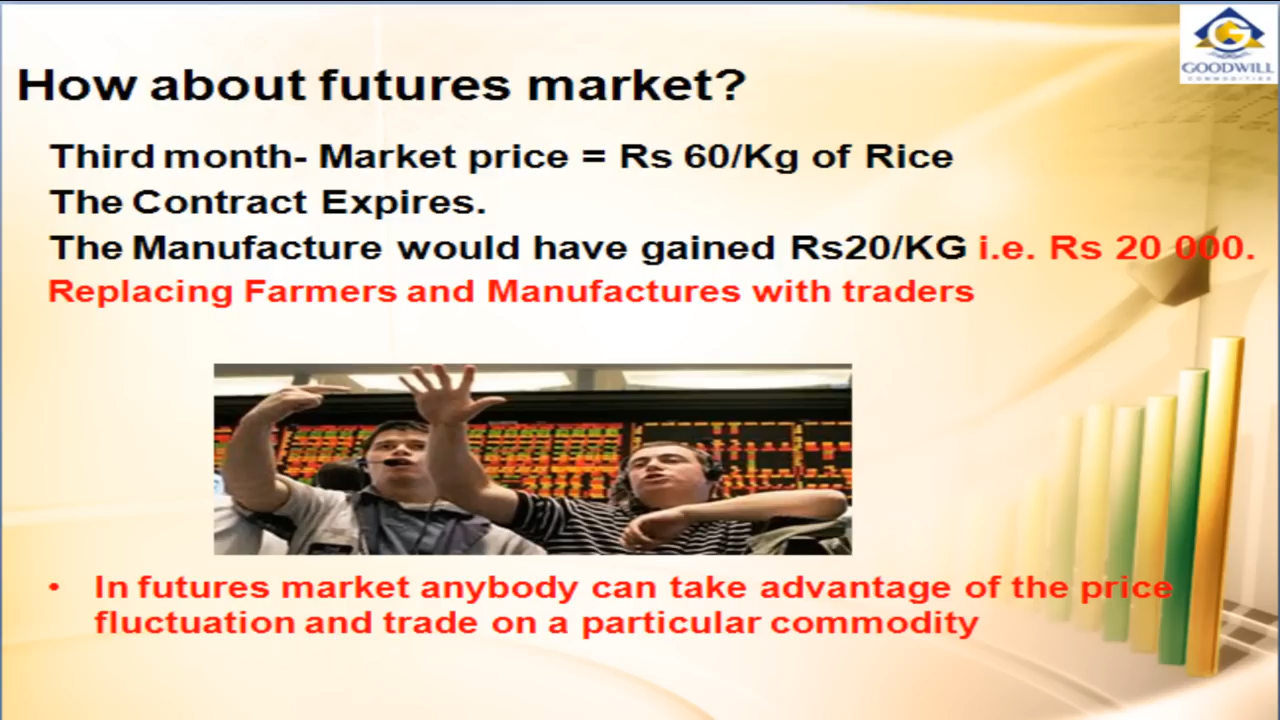 GOODWILL
COMMODITIES
How about futures market?
Third month- Market price = Rs 60/Kg of Rice
The Contract Expires.
The Manufacture would have gained Rs20/KG i.e. Rs 20 000.
Replacing Farmers and Manufactures with traders
• In futures market anybody can take advantage of the price
fluctuation and trade on a particular commodity